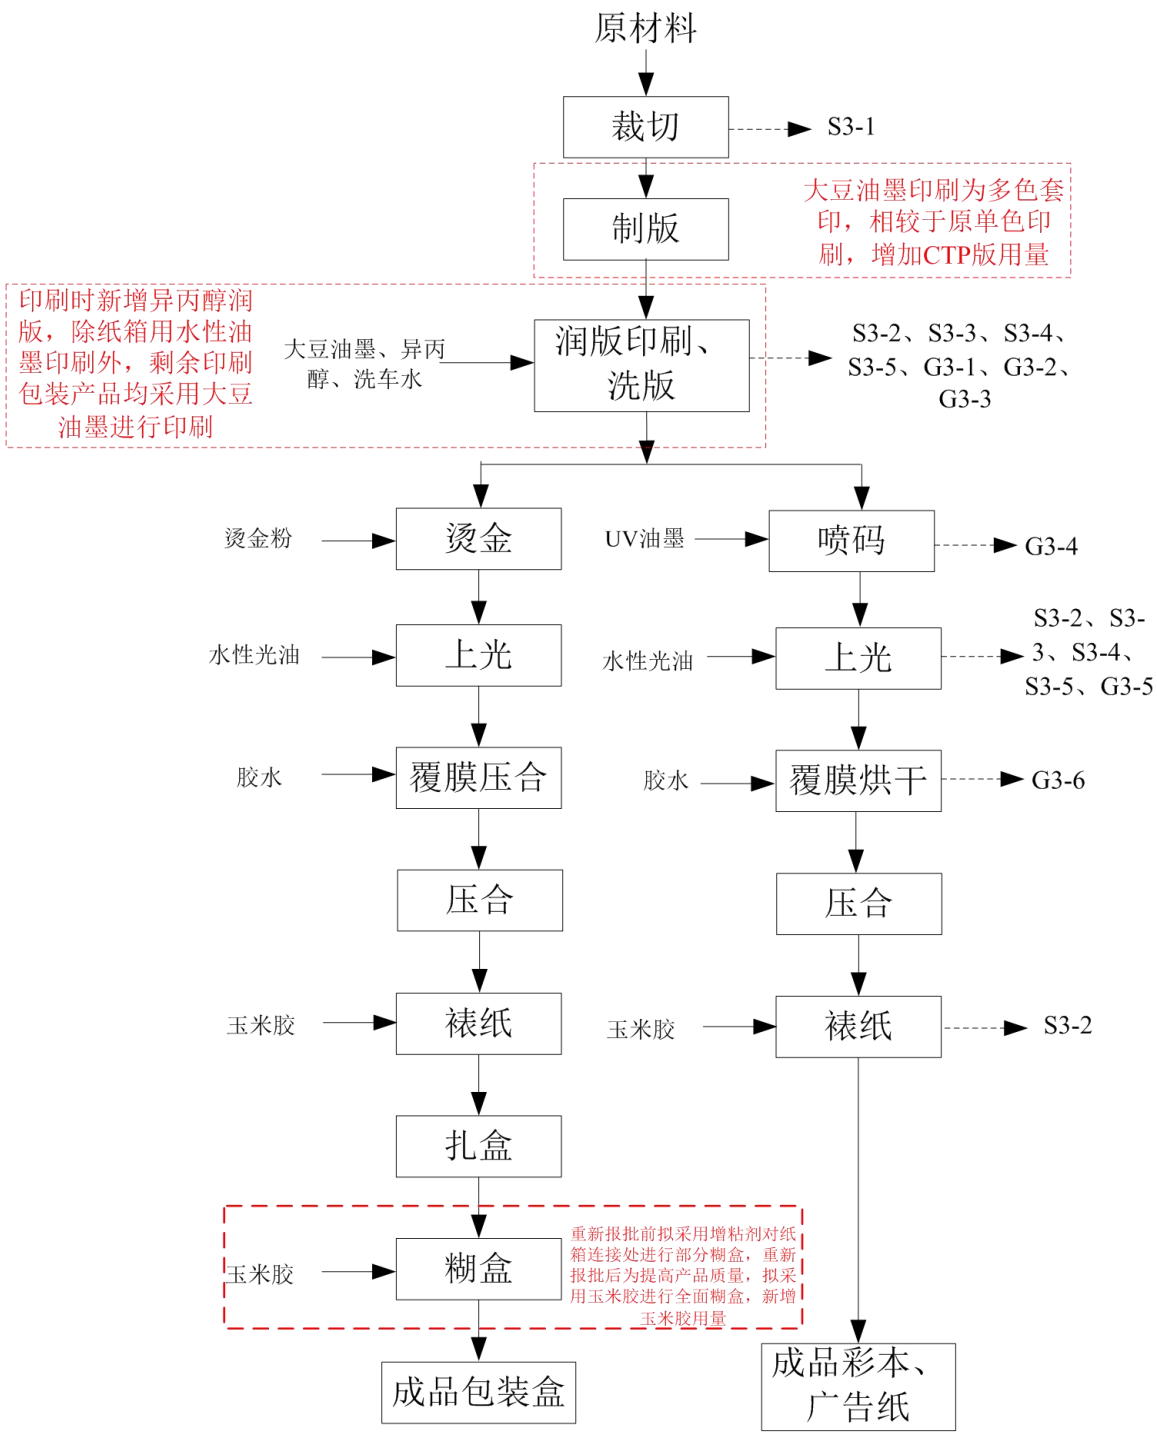 原材料
裁切
S3-1
制版
大豆油墨印刷为多色套
印，相较于原单色印
刷，增加CTP版用量
印刷时新增异丙醇润
版，除纸箱用水性油
墨印刷外，剩余印刷
包装产品均采用大豆
油墨进行印刷
大豆油墨、异丙
醇、洗车水
润版印刷、
洗版
S3-2、S3-3、S3-4、
S3-5、G3-1、G3-2、
G3-3
烫金粉
烫金
UV油墨
喷码
G3-4
水性光油
上光
水性光油
上光
S3-2、S3-
3、S3-4、
S3-5、G3-5
胶水
覆膜压合
胶水
覆膜烘干
G3-6
压合
压合
玉米胶
裱纸
玉米胶
裱纸
S3-2
扎盒
玉米胶
糊盒
重新报批前拟采用增粘剂对纸
箱连接处进行部分糊盒，重新
报批后为提高产品质量，拟采
用玉米胶进行全面糊盒，新增
玉米胶用量
成品包装盒
成品彩本、
广告纸